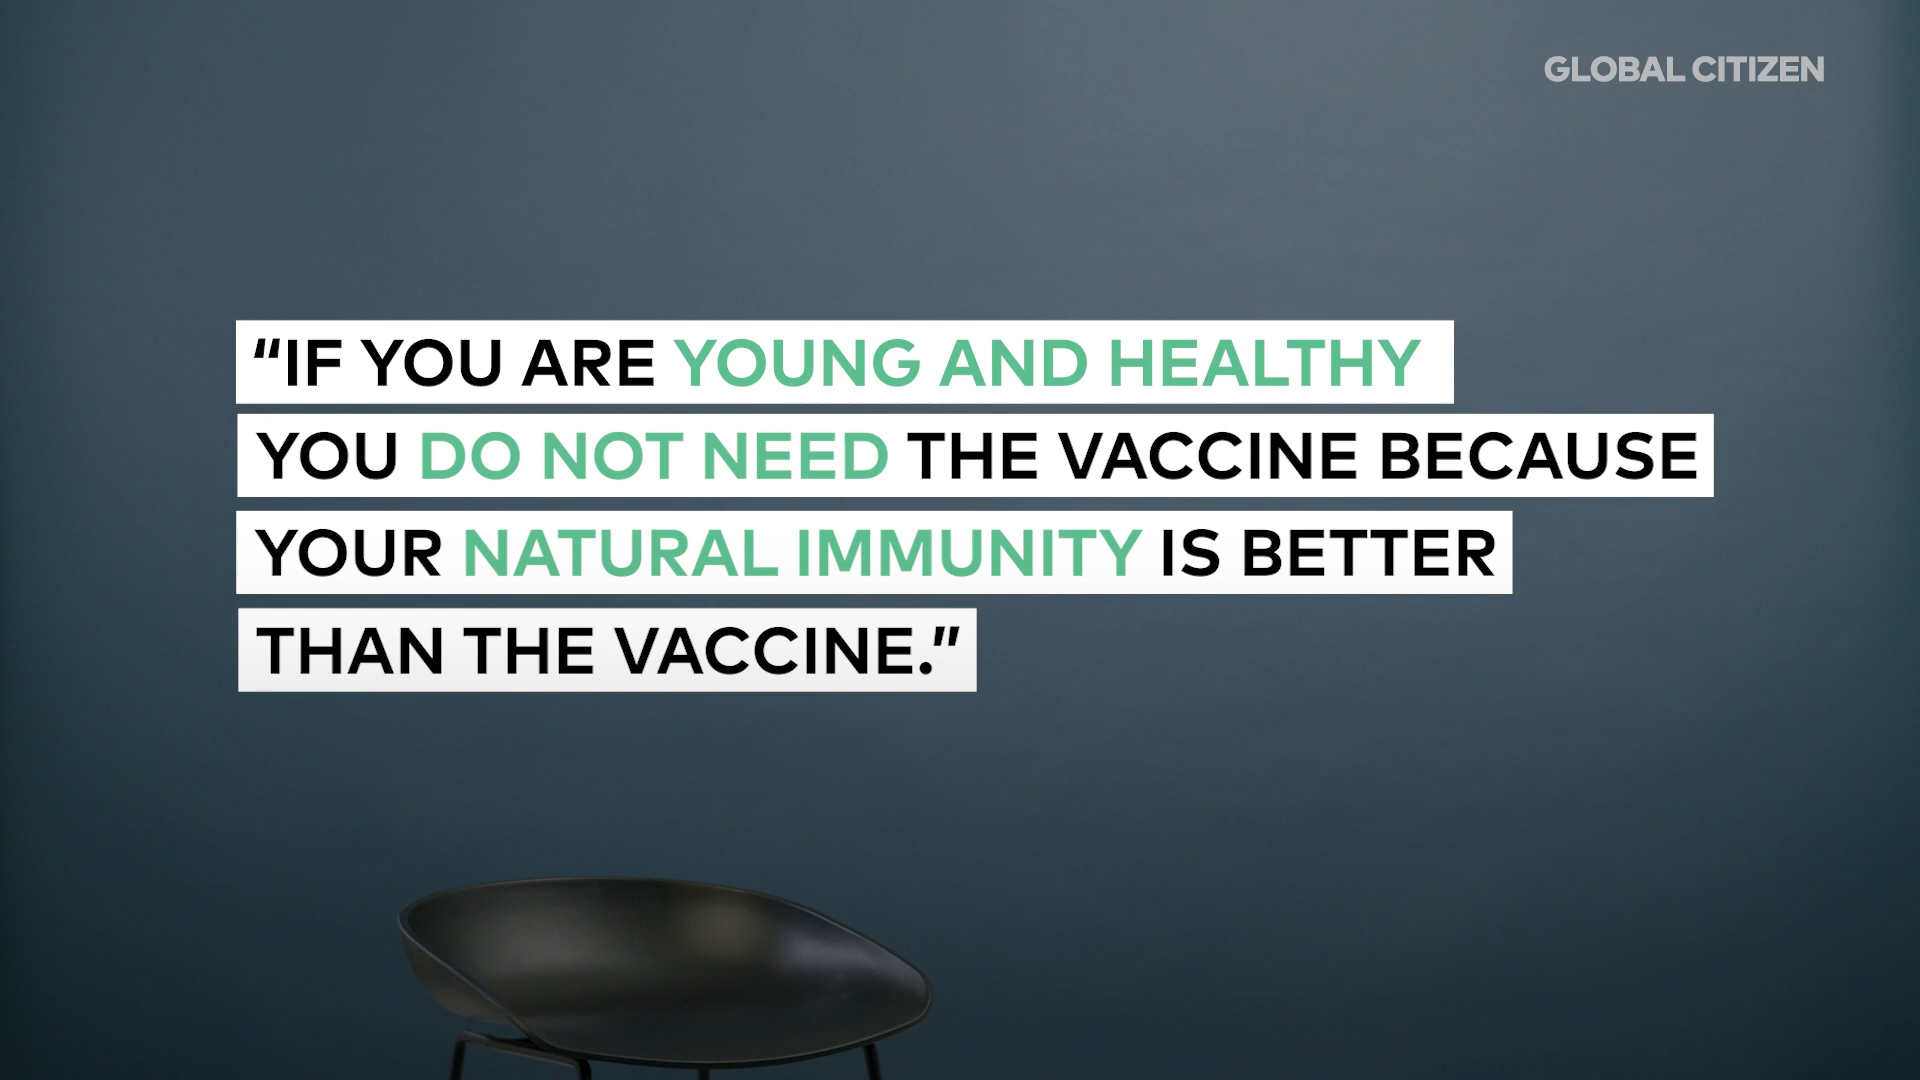 GLOBAL CITIZEN
“IF YOU ARE YOUNG AND HEALTHY
YOU DO NOT NEED THE VACCINE BECAUSE
YOUR NATURAL IMMUNITY IS BETTER
THAN THE VACCINE.”